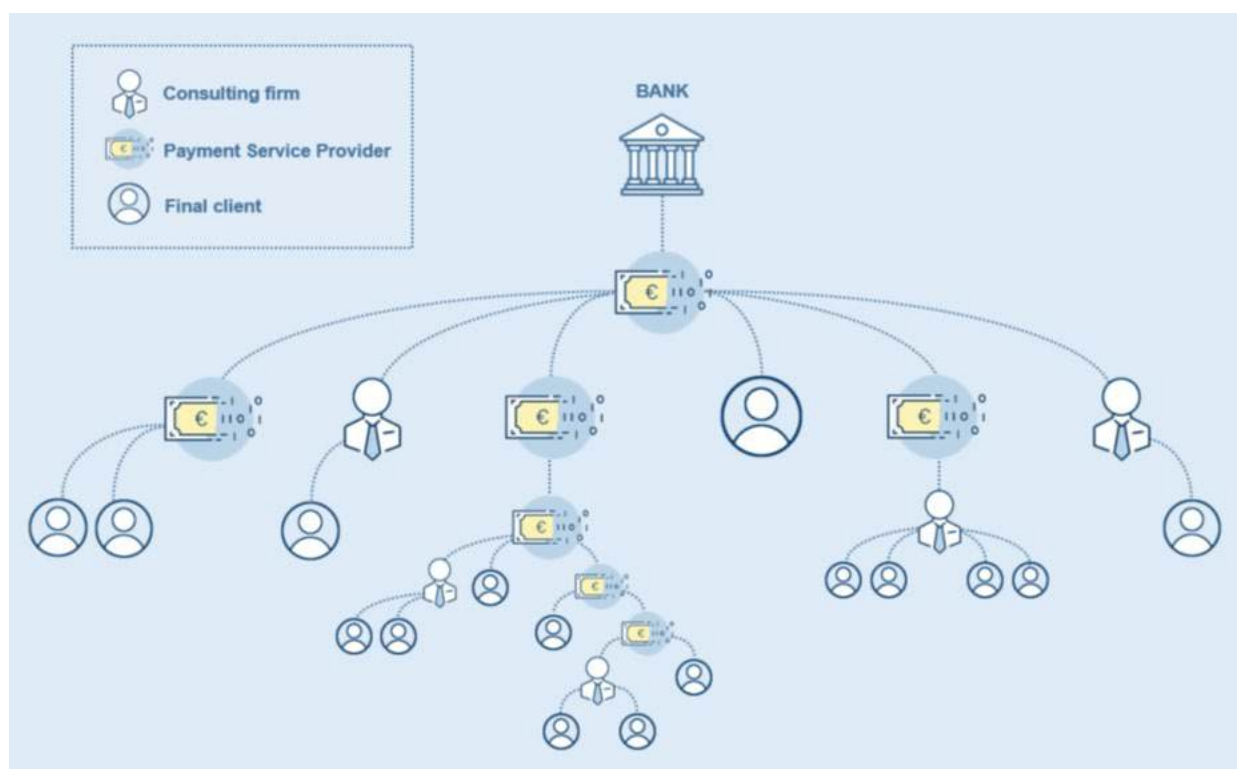 Consulting firm
Payment Service Provider
Final client
BANK
€
€
€
€
€
€
€